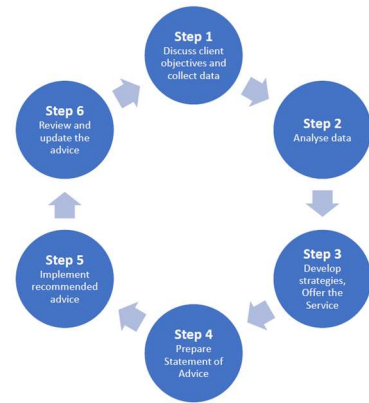 Step 1
Discuss client
objectives and
collect data
Step 2
Analyse data
Step 3
Develop
strategies,
Offer the
Service
Step 4
Prepare
Statement of
Advice
Step 5
Implement
recommended
advice
Step 6
Review and
update the
advice